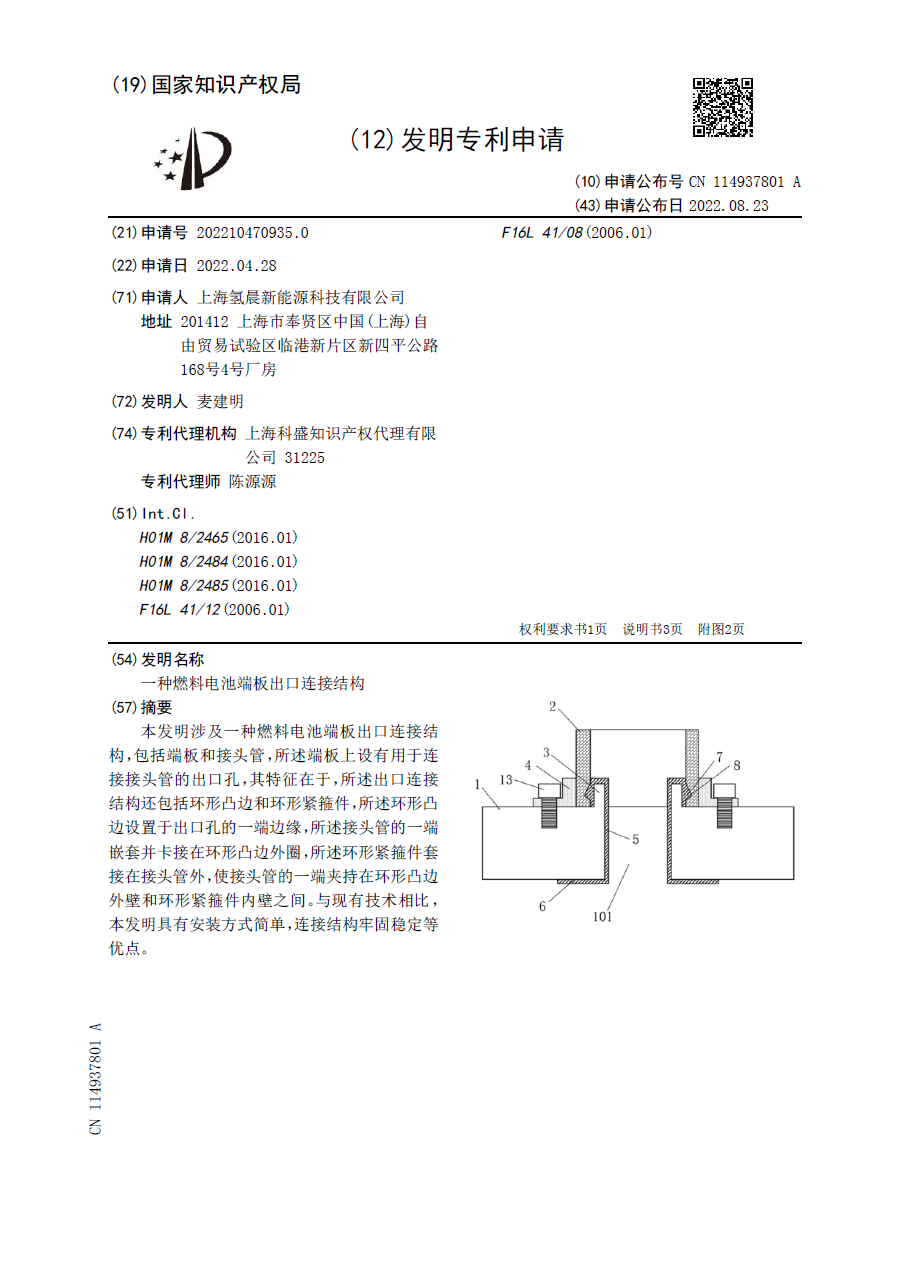 (19)国家知识产权局
(12)发明专利申请
(10)申请公布号 CN 114937801 A
(43)申请公布日 2022.08.23
(21)申请号 202210470935.0
(22)申请日 2022.04.28
(71)申请人 上海氢晨新能源科技有限公司
地址 201412 上海市奉贤区中国(上海)自
由贸易试验区临港新片区新四平公路
168号4号厂房
(72)发明人 麦建明
(74)专利代理机构 上海科盛知识产权代理有限
公司 31225
专利代理师 陈源源
(51)Int.Cl.
H01M 8/2465(2016.01)
H01M 8/2484(2016.01)
H01M 8/2485(2016.01)
F16L 41/12(2006.01)
F16L 41/08(2006.01)
权利要求书1页 说明书3页 附图2页
(54)发明名称
一种燃料电池端板出口连接结构
(57)摘要
本发明涉及一种燃料电池端板出口连接结
构,包括端板和接头管,所述端板上设有用于连
接接头管的出口孔,其特征在于,所述出口连接
结构还包括环形凸边和环形紧箍件,所述环形凸
边设置于出口孔的一端边缘,所述接头管的一端
嵌套并卡接在环形凸边外圈,所述环形紧箍件套
接在接头管外,使接头管的一端夹持在环形凸边
外壁和环形紧箍件内壁之间。与现有技术相比,
本发明具有安装方式简单,连接结构牢固稳定等
优点。
2
3
4
13
1
7
8
5
6
101
CN 114937801 A